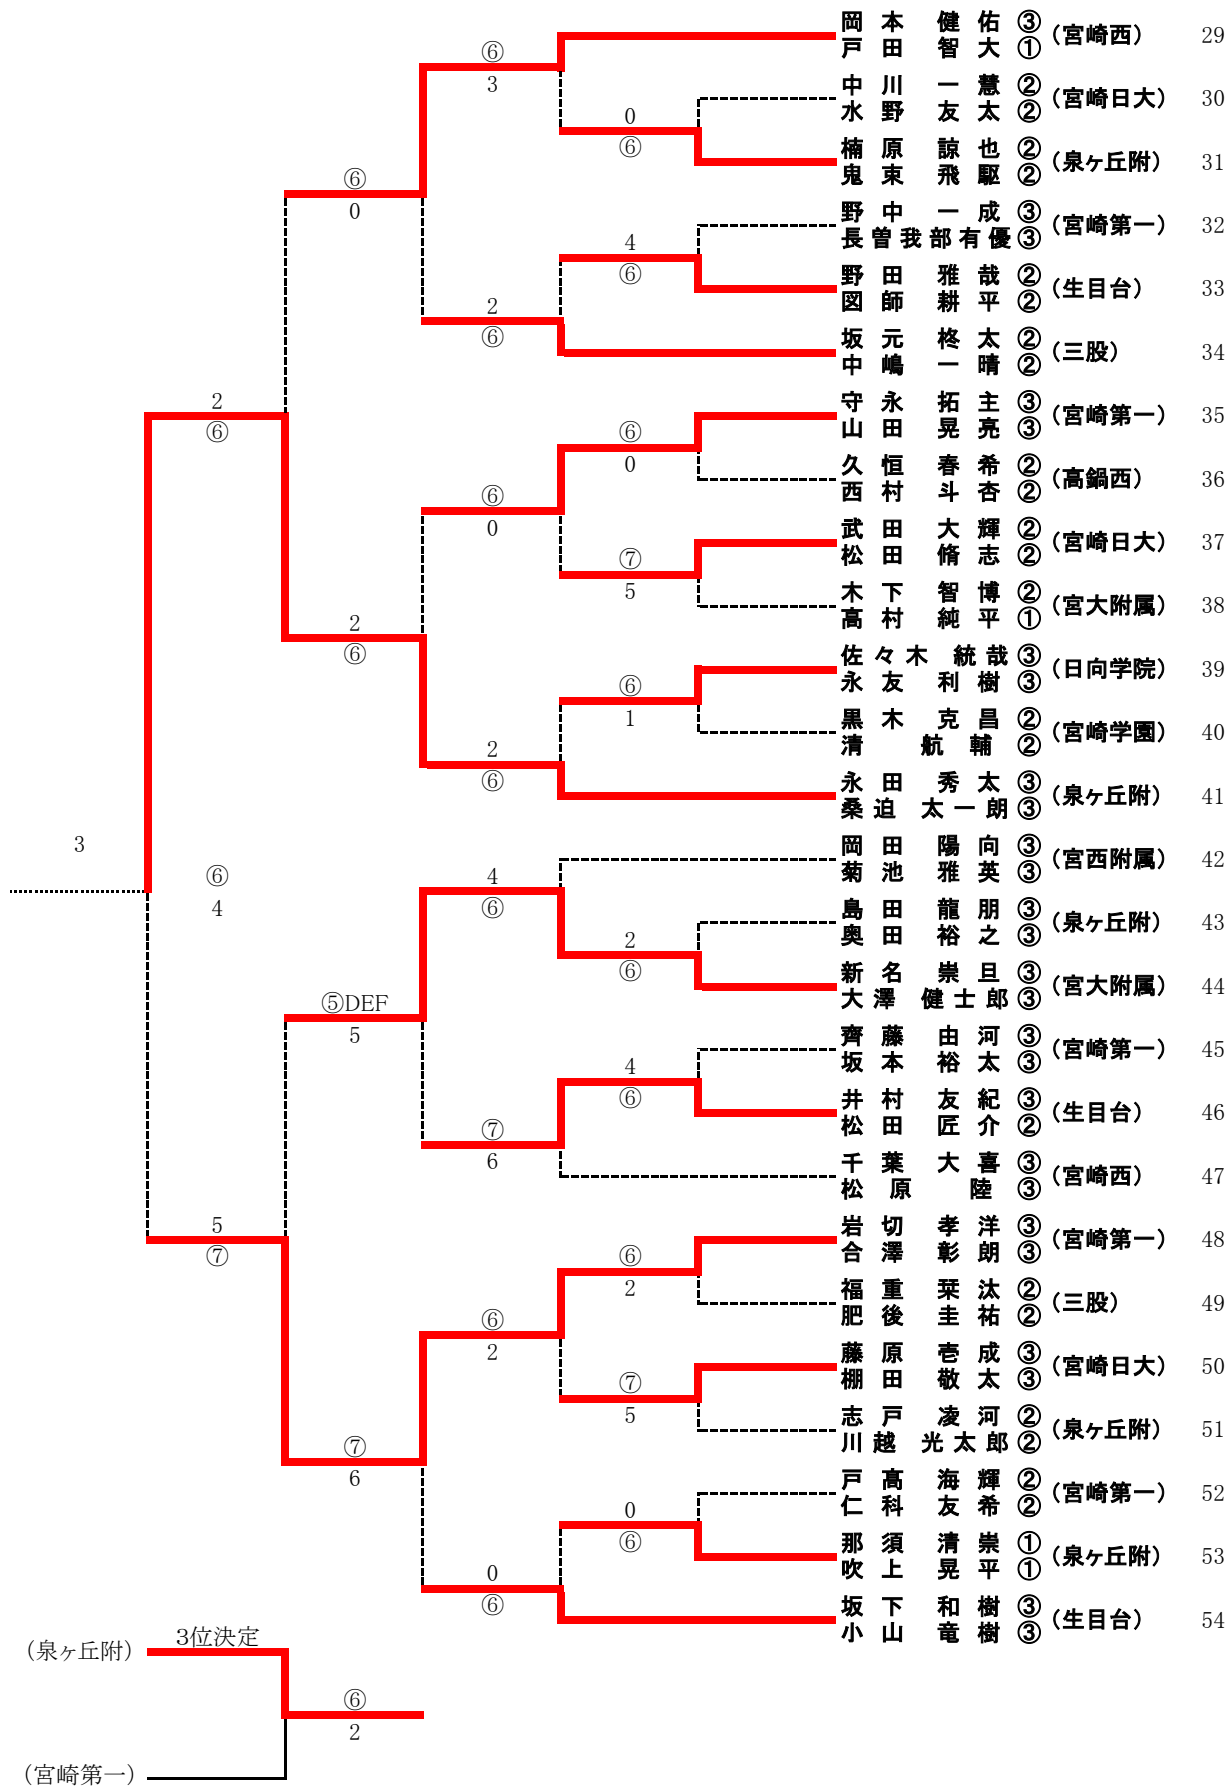 岡本 健佑 ③ (宮崎西) 29
戸田 智大 ①
中川 一慧 ② (宮崎日大) 30
水野 友太 ②
楠原 諒也 ② (泉ヶ丘附) 31
鬼束 飛駆 ②
野中 一成 ③ (宮崎第一) 32
長曽我部有優 ③
野田 雅哉 ② (生目台) 33
図師 耕平 ②
坂元 柊太 ② (三股) 34
中嶋 一晴 ②
守永 拓主 ③ (宮崎第一) 35
山田 晃亮 ③
久恒 春希 ② (高鍋西) 36
西村 斗杏 ②
武田 大輝 ② (宮崎日大) 37
松田 脩志 ②
木下 智博 ② (宮大附属) 38
高村 純平 ①
佐々木 統哉 ③ (日向学院) 39
永友 利樹 ③
黒木 克昌 ② (宮崎学園) 40
清 航輔 ②
永田 秀太 ③ (泉ヶ丘附) 41
桑迫 太一朗 ③
岡田 陽向 ③ (宮西附属) 42
菊池 雅英 ③
島田 龍朋 ③ (泉ヶ丘附) 43
奥田 裕之 ③
新名 崇旦 ③ (宮大附属) 44
大澤 健士郎 ③
齊藤 由河 ③ (宮崎第一) 45
坂本 裕太 ③
井村 友紀 ③ (生目台) 46
松田 匠介 ②
千葉 大喜 ③ (宮崎西) 47
松原 陸 ③
岩切 孝洋 ③ (宮崎第一) 48
合澤 彰朗 ③
福重 栞汰 ② (三股) 49
肥後 圭祐 ②
藤原 壱成 ③ (宮崎日大) 50
棚田 敬太 ③
志戸 凌河 ② (泉ヶ丘附) 51
川越 光太郎 ②
戸髙 海輝 ② (宮崎第一) 52
仁科 友希 ②
那須 清崇 ① (泉ヶ丘附) 53
吹上 晃平 ①
坂下 和樹 ③ (生目台) 54
小山 竜樹 ③
0
⑥
4
⑥
⑥
0
⑦
5
⑥
1
2
⑥
4
⑥
⑥
2
⑦
5
0
⑥
⑥
3
2
⑥
⑥
0
2
⑥
4
⑥
⑦
6
⑥
2
0
⑥
⑥
0
2
⑥
⑤DEF
5
⑦
6
2
⑥
5
⑦
⑥
4
3
3位決定
(泉ヶ丘附)
⑥
2
(宮崎第一)